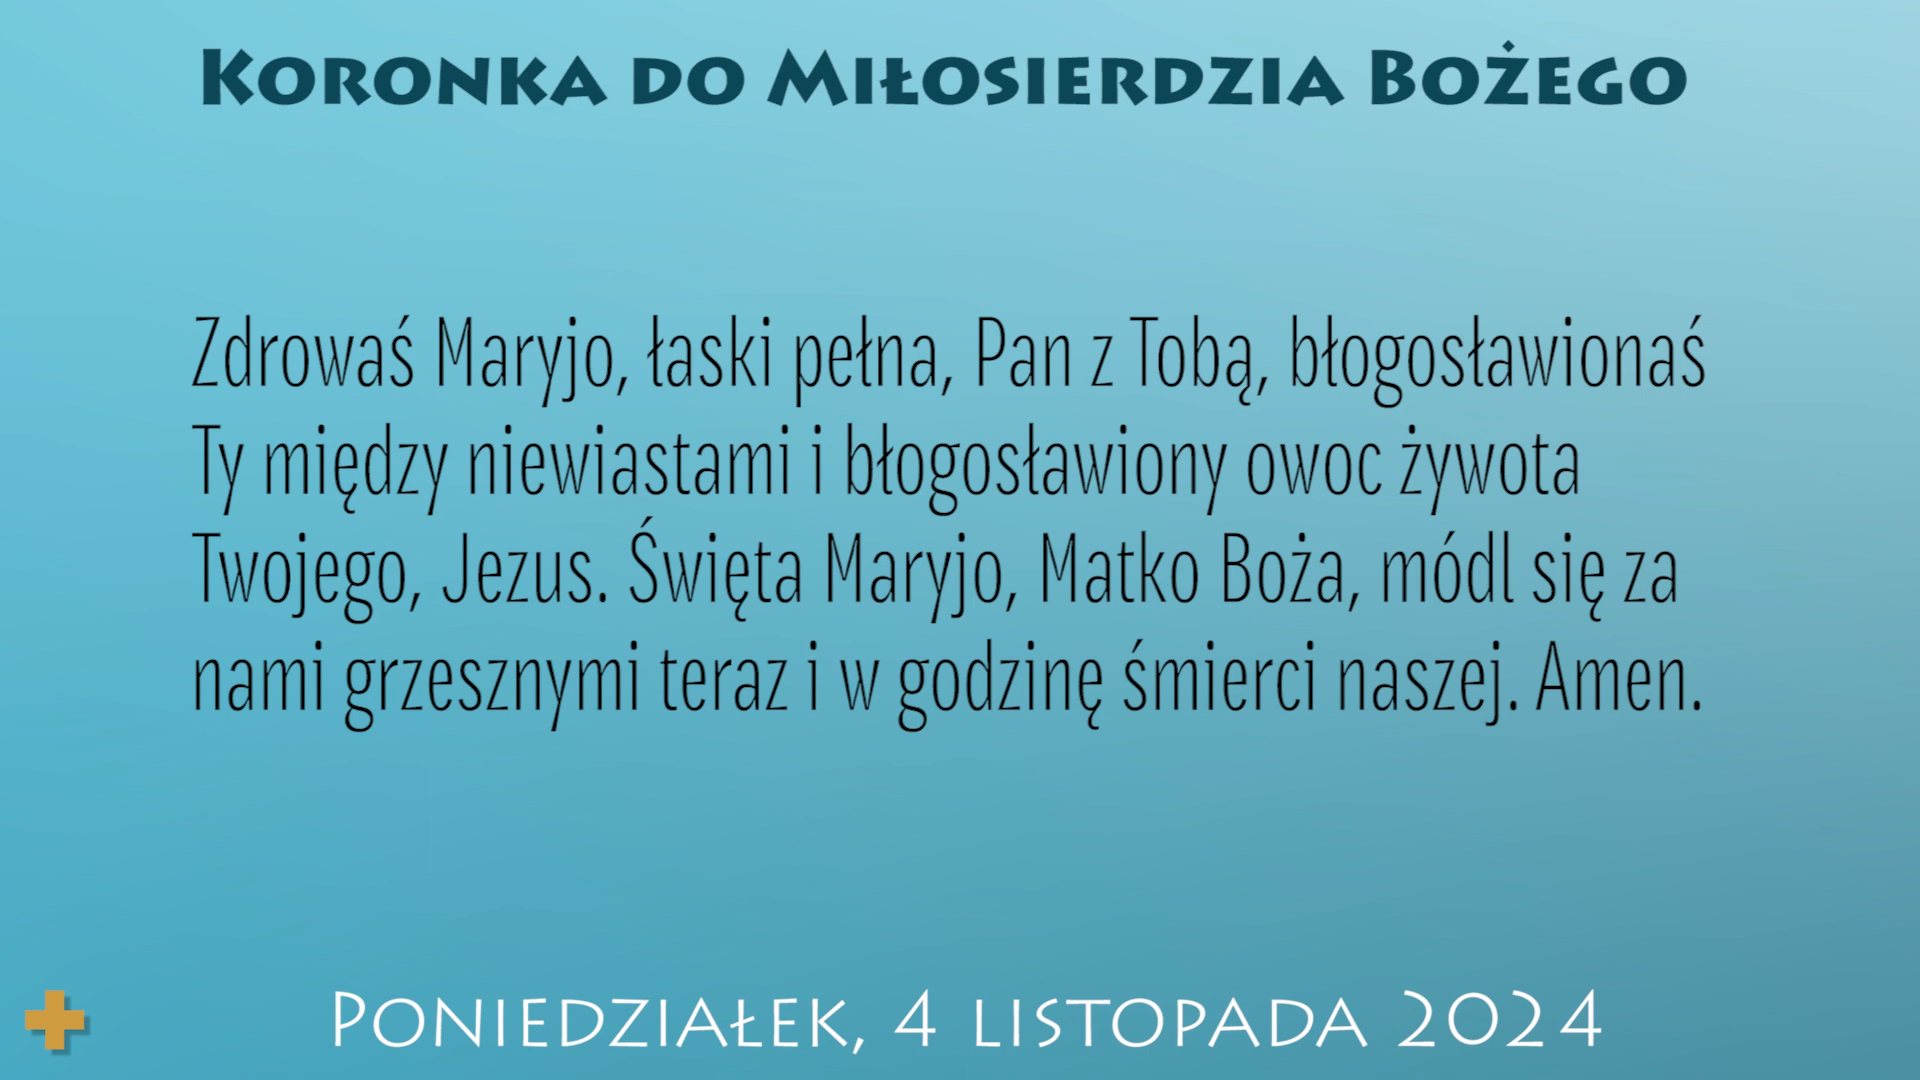 Koronka do Miłosierdzia Bożego
Zdrowaś Maryjo, łaski pełna, Pan z Tobą, błogosławionaś
Ty między niewiastami i błogosławiony owoc żywota
Twojego, Jezus. Święta Maryjo, Matko Boża, módl się za
nami grzesznymi teraz i w godzinę śmierci naszej. Amen.
Poniedziałek, 4 listopada 2024